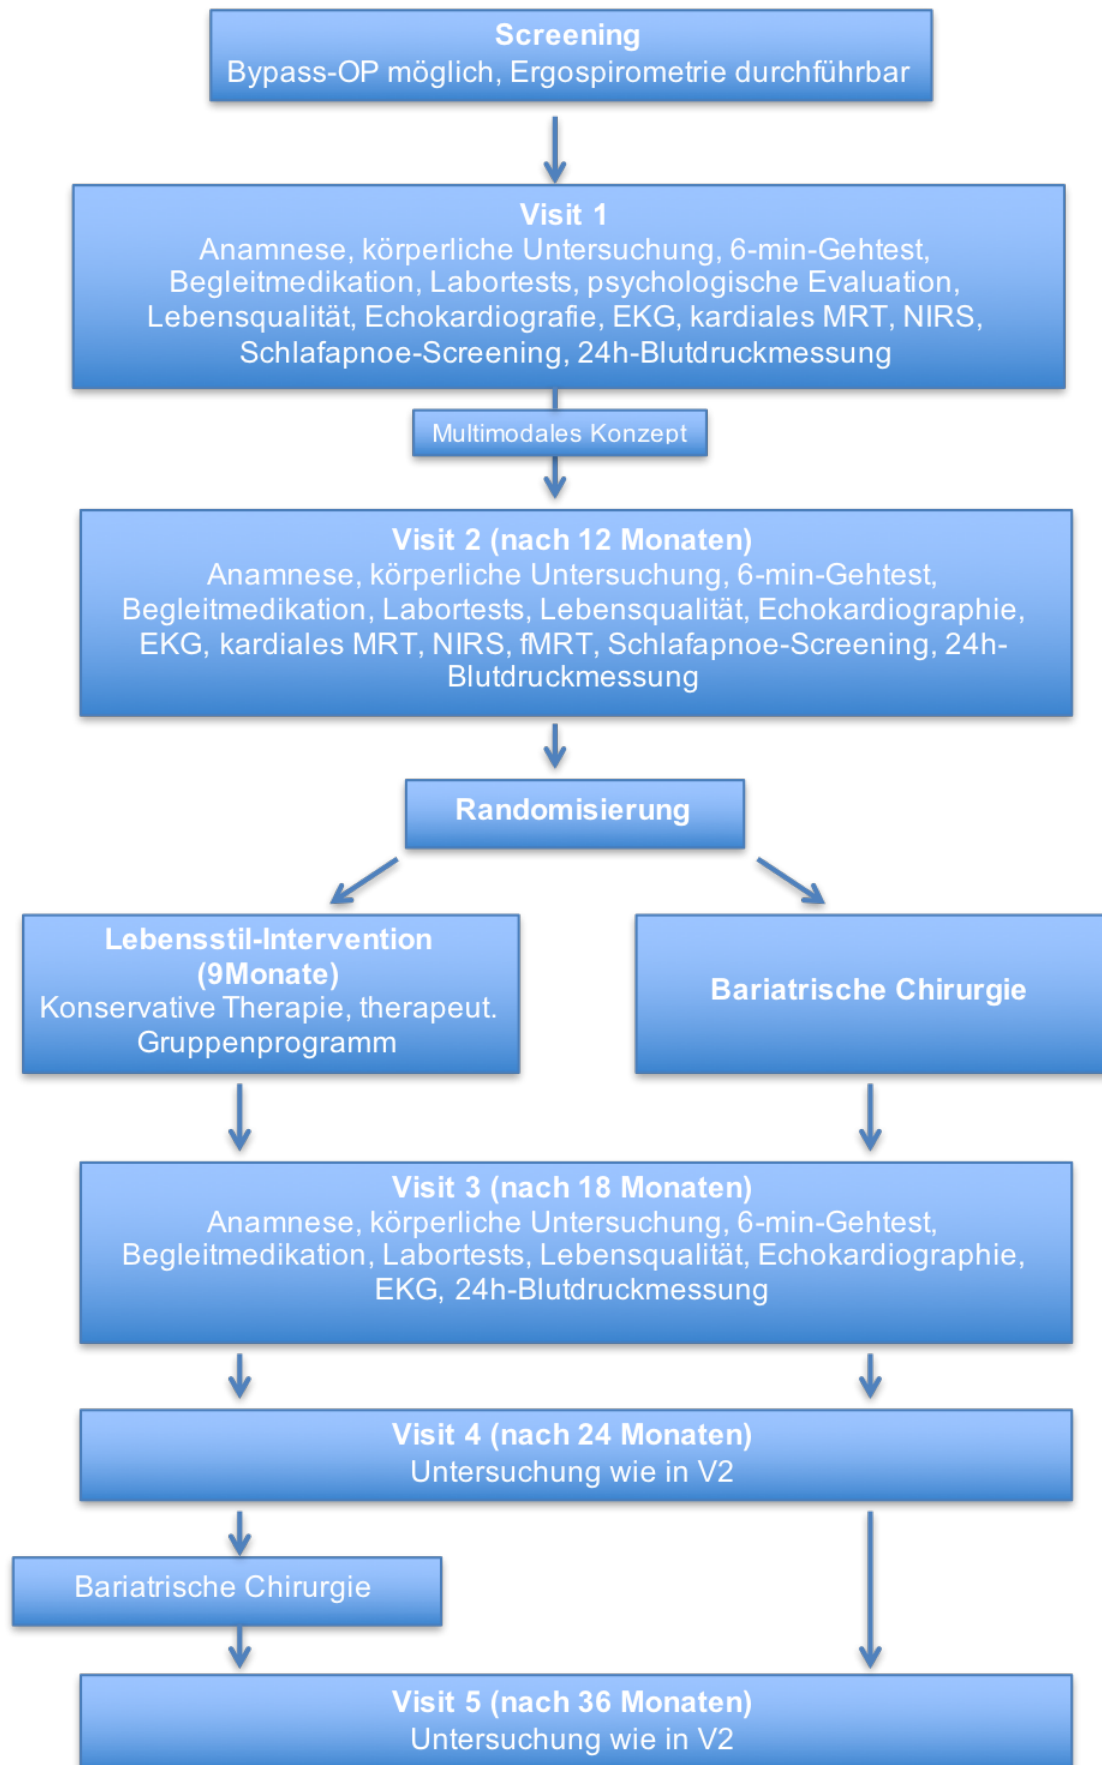 Screening
Bypass-OP möglich, Ergospirometrie durchführbar
Visit 1
Anamnese, körperliche Untersuchung, 6-min-Gehtest,
Begleitmedikation, Labortests, psychologische Evaluation,
Lebensqualität, Echokardiografie, EKG, kardiales MRT, NIRS,
Schlafapnoe-Screening, 24h-Blutdruckmessung
Multimodales Konzept
Visit 2 (nach 12 Monaten)
Anamnese, körperliche Untersuchung, 6-min-Gehtest,
Begleitmedikation, Labortests, Lebensqualität, Echokardiographie,
EKG, kardiales MRT, NIRS, fMRT, Schlafapnoe-Screening, 24h-
Blutdruckmessung
Randomisierung
Lebensstil-Intervention
(9Monate)
Konservative Therapie, therapeut.
Gruppenprogramm
Bariatrische Chirurgie
Visit 3 (nach 18 Monaten)
Anamnese, körperliche Untersuchung, 6-min-Gehtest,
Begleitmedikation, Labortests, Lebensqualität, Echokardiographie,
EKG, 24h-Blutdruckmessung
Visit 4 (nach 24 Monaten)
Untersuchung wie in V2
Bariatrische Chirurgie
Visit 5 (nach 36 Monaten)
Untersuchung wie in V2